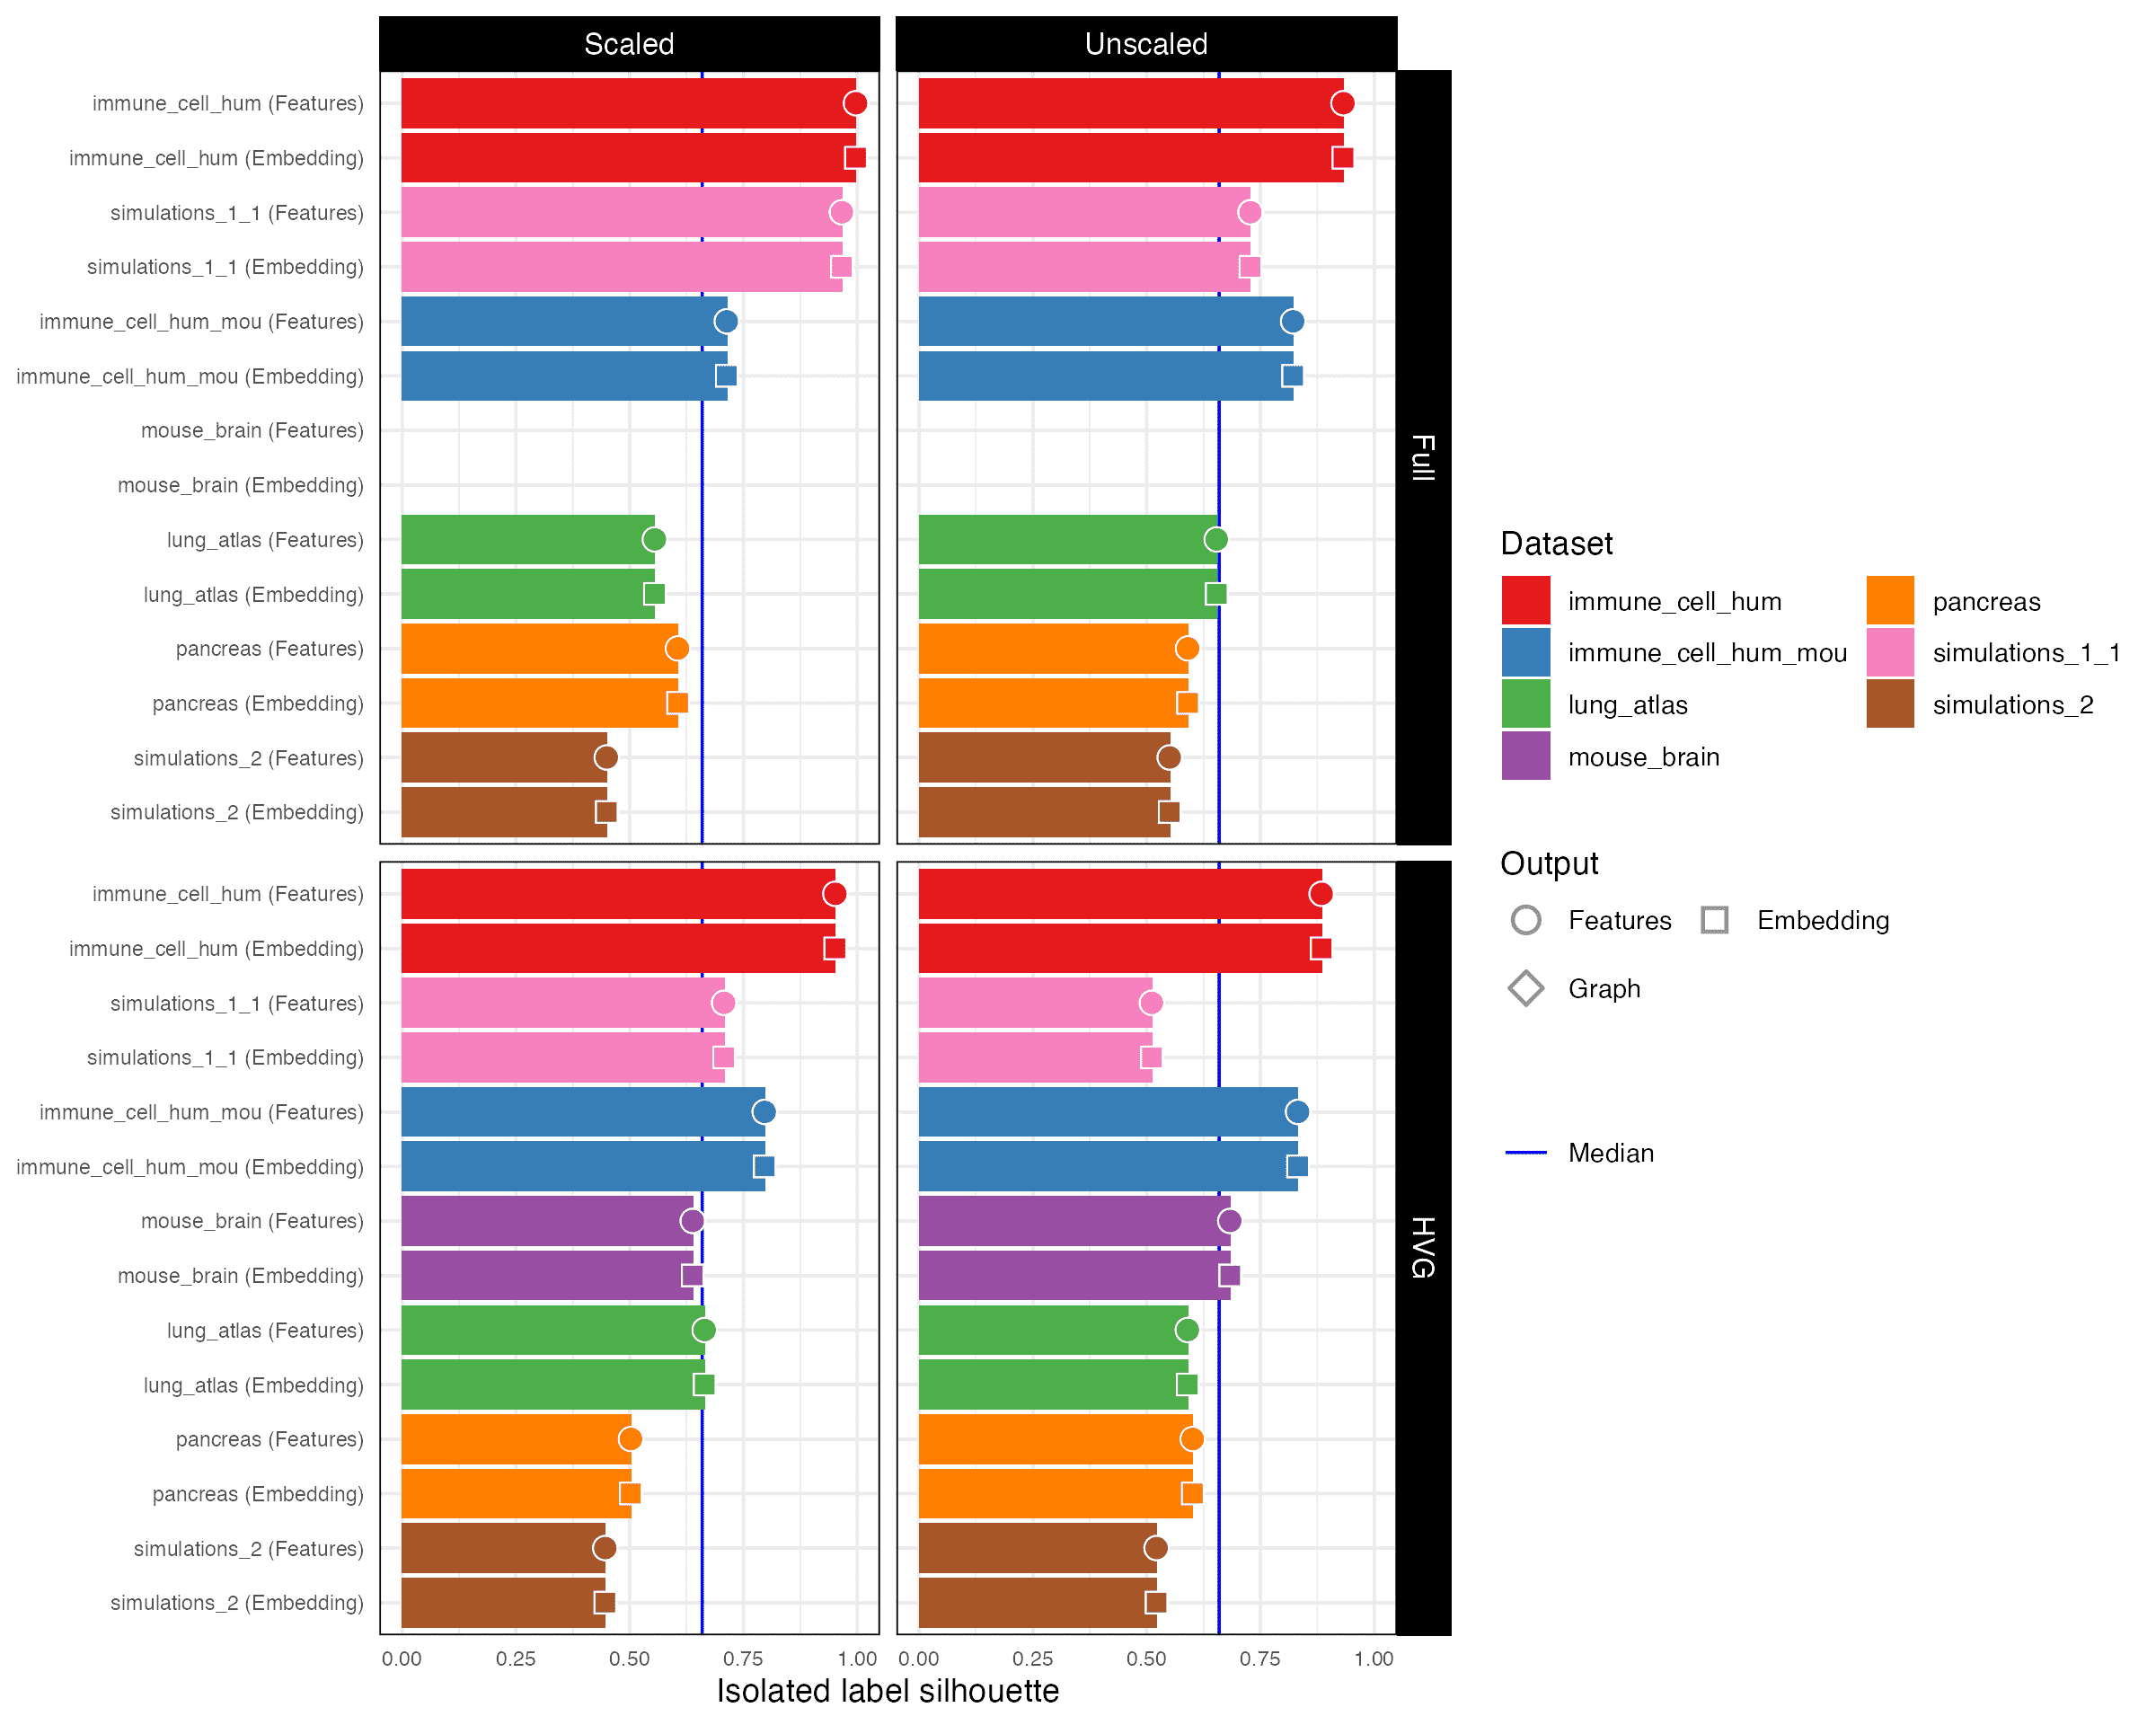 Scaled
Unscaled
immune_cell_hum (Features)
immune_cell_hum (Embedding)
simulations_1_1 (Features)
simulations_1_1 (Embedding)
immune_cell_hum_mou (Features)
immune_cell_hum_mou (Embedding)
mouse_brain (Features)
mouse_brain (Embedding)
lung_atlas (Features)
lung_atlas (Embedding)
pancreas (Features)
pancreas (Embedding)
simulations_2 (Features)
simulations_2 (Embedding)
Full
immune_cell_hum (Features)
immune_cell_hum (Embedding)
simulations_1_1 (Features)
simulations_1_1 (Embedding)
immune_cell_hum_mou (Features)
immune_cell_hum_mou (Embedding)
mouse_brain (Features)
mouse_brain (Embedding)
lung_atlas (Features)
lung_atlas (Embedding)
pancreas (Features)
pancreas (Embedding)
simulations_2 (Features)
simulations_2 (Embedding)
HVG
0.00 0.25 0.50 0.75 1.00
0.00 0.25 0.50 0.75 1.00
Isolated label silhouette
Dataset
immune_cell_hum
immune_cell_hum_mou
lung_atlas
mouse_brain
pancreas
simulations_1_1
simulations_2
Output
Features
Embedding
Graph
Median